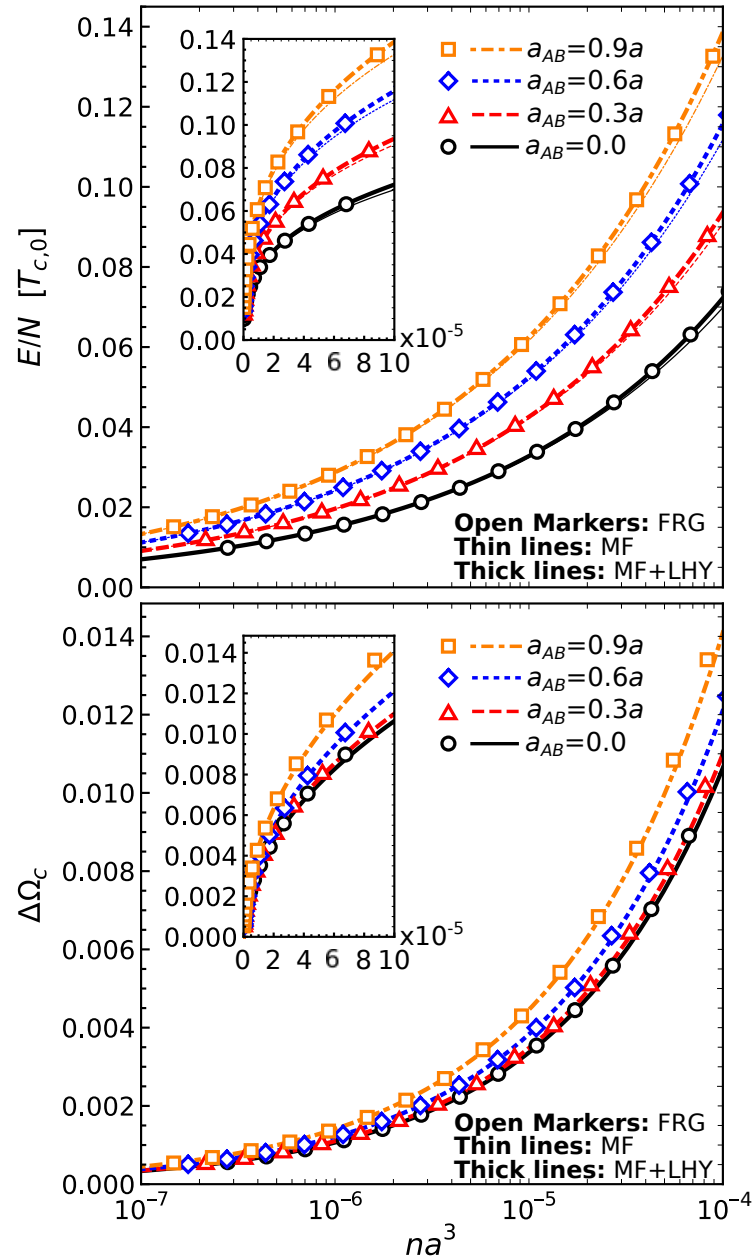 E/N [T_{c,0}]
0.14
0.12
0.10
0.08
0.06
0.04
0.02
0.00
0.14
0.12
0.10
0.08
0.06
0.04
0.02
0.00
0 2 4 6 8 10
x10^{-5}
a_{AB}=0.9a
a_{AB}=0.6a
a_{AB}=0.3a
a_{AB}=0.0
Open Markers: FRG
Thin lines: MF
Thick lines: MF+LHY
ΔΩ_c
0.014
0.012
0.010
0.008
0.006
0.004
0.002
0.000
0.014
0.012
0.010
0.008
0.006
0.004
0.002
0.000
0 2 4 6 8 10
x10^{-5}
a_{AB}=0.9a
a_{AB}=0.6a
a_{AB}=0.3a
a_{AB}=0.0
Open Markers: FRG
Thin lines: MF
Thick lines: MF+LHY
10^{-7} 10^{-6} 10^{-5} 10^{-4}
na^3